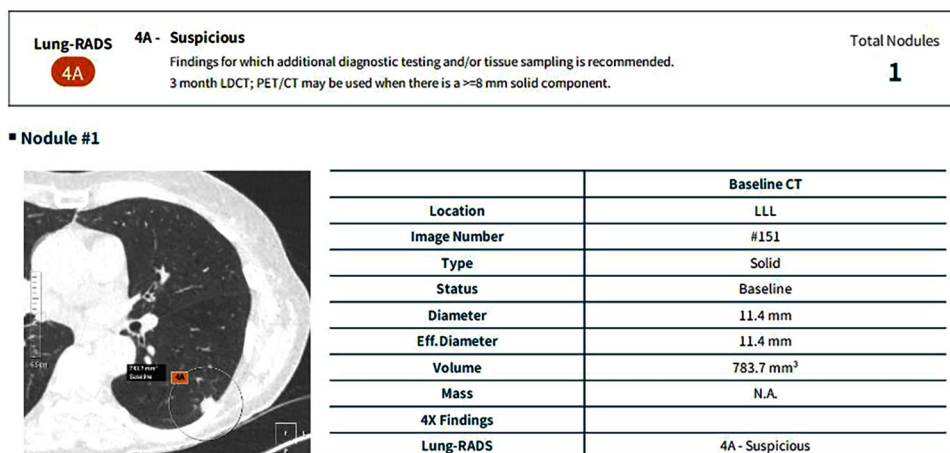 Lung-RADS
4A
4A - Suspicious
Findings for which additional diagnostic testing and/or tissue sampling is recommended.
3 month LDCT; PET/CT may be used when there is a >=8 mm solid component.
Total Nodules
1
▪ Nodule #1
783.7 mm³
Baseline
4A
Baseline CT
Location LLL
Image Number #151
Type Solid
Status Baseline
Diameter 11.4 mm
Eff.Diameter 11.4 mm
Volume 783.7 mm³
Mass N.A.
4X Findings
Lung-RADS 4A - Suspicious